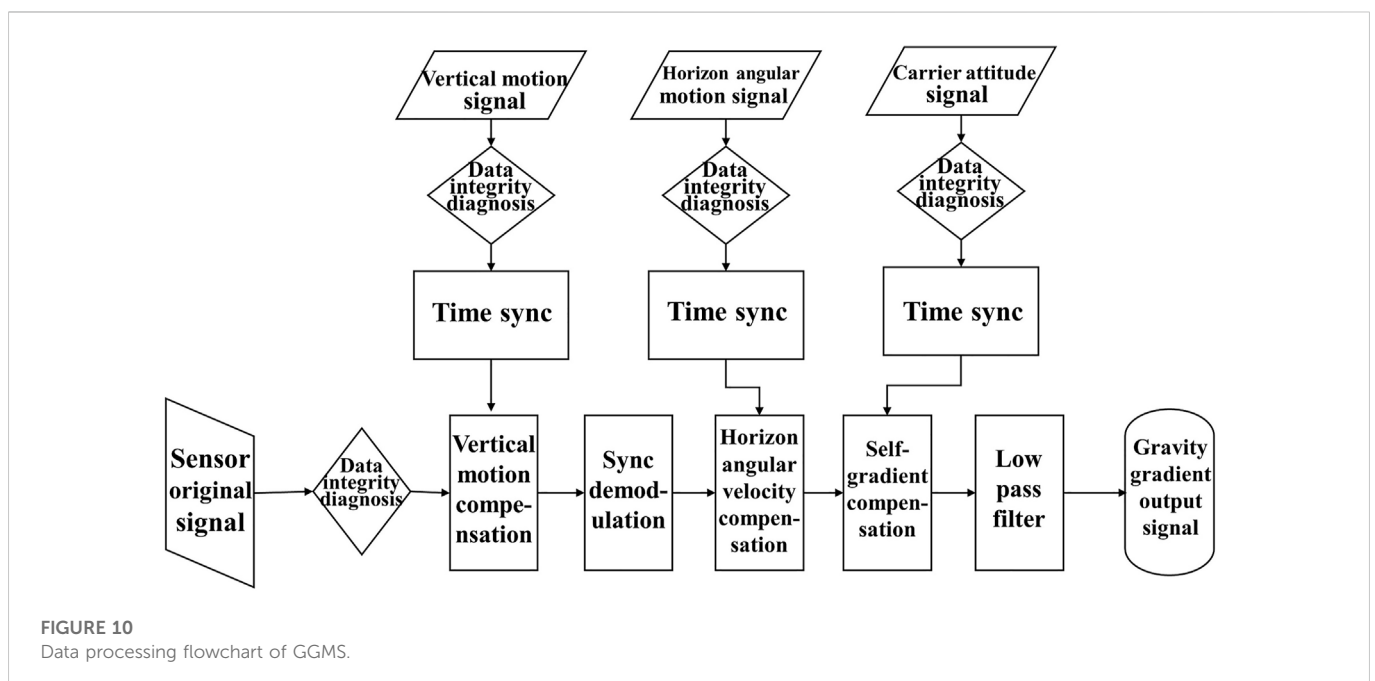 Vertical motion
signal
Horizon angular
motion signal
Carrier attitude
signal
Data
integrity
diagnosis
Data
integrity
diagnosis
Data
integrity
diagnosis
Time sync
Time sync
Time sync
Sensor
original
signal
Data
integrity
diagnosis
Vertical
motion
compe-
nsation
Sync
demod-
ulation
Horizon
angular
velocity
compen-
sation
Self-
gradient
compen-
sation
Low
pass
filter
Gravity
gradient
output
signal
FIGURE 10
Data processing flowchart of GGMS.